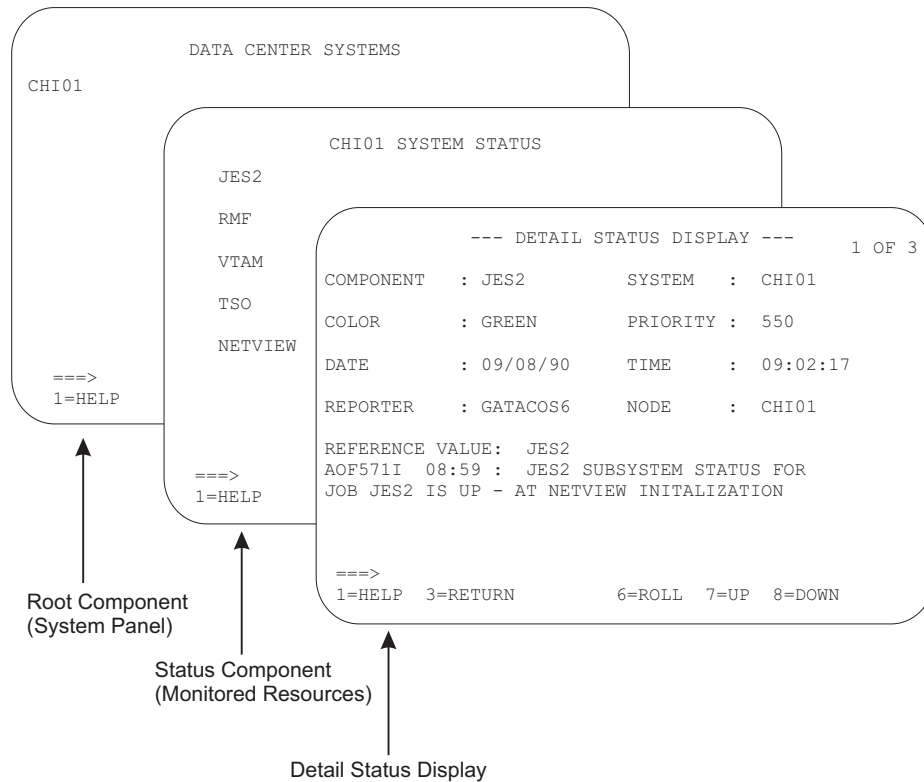 DATA CENTER SYSTEMS
CHI01
===>
1=HELP
CHI01 SYSTEM STATUS
JES2
RMF
VTAM
TSO
NETVIEW
===>
1=HELP
--- DETAIL STATUS DISPLAY ---
1 OF 3
COMPONENT : JES2 SYSTEM : CHI01
COLOR : GREEN PRIORITY : 550
DATE : 09/08/90 TIME : 09:02:17
REPORTER : GATACOS6 NODE : CHI01
REFERENCE VALUE: JES2
AOF571I 08:59 : JES2 SUBSYSTEM STATUS FOR
JOB JES2 IS UP - AT NETVIEW INITALIZATION
===>
1=HELP 3=RETURN 6=ROLL 7=UP 8=DOWN
Root Component
(System Panel)
Status Component
(Monitored Resources)
Detail Status Display